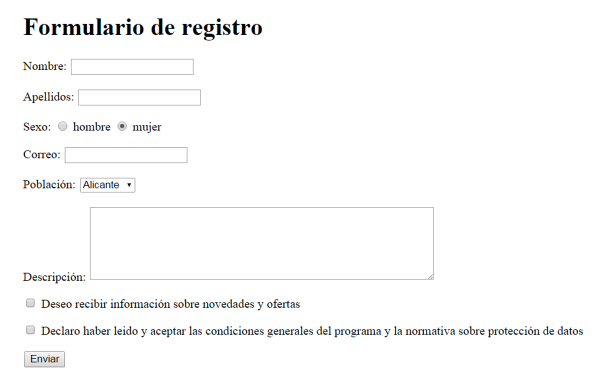 Formulario de registro
Nombre:
Apellidos:
Sexo: hombre mujer
Correo:
Población: Alicante
Descripción:
Deseo recibir información sobre novedades y ofertas
Declaro haber leido y aceptar las condiciones generales del programa y la normativa sobre protección de datos
Enviar